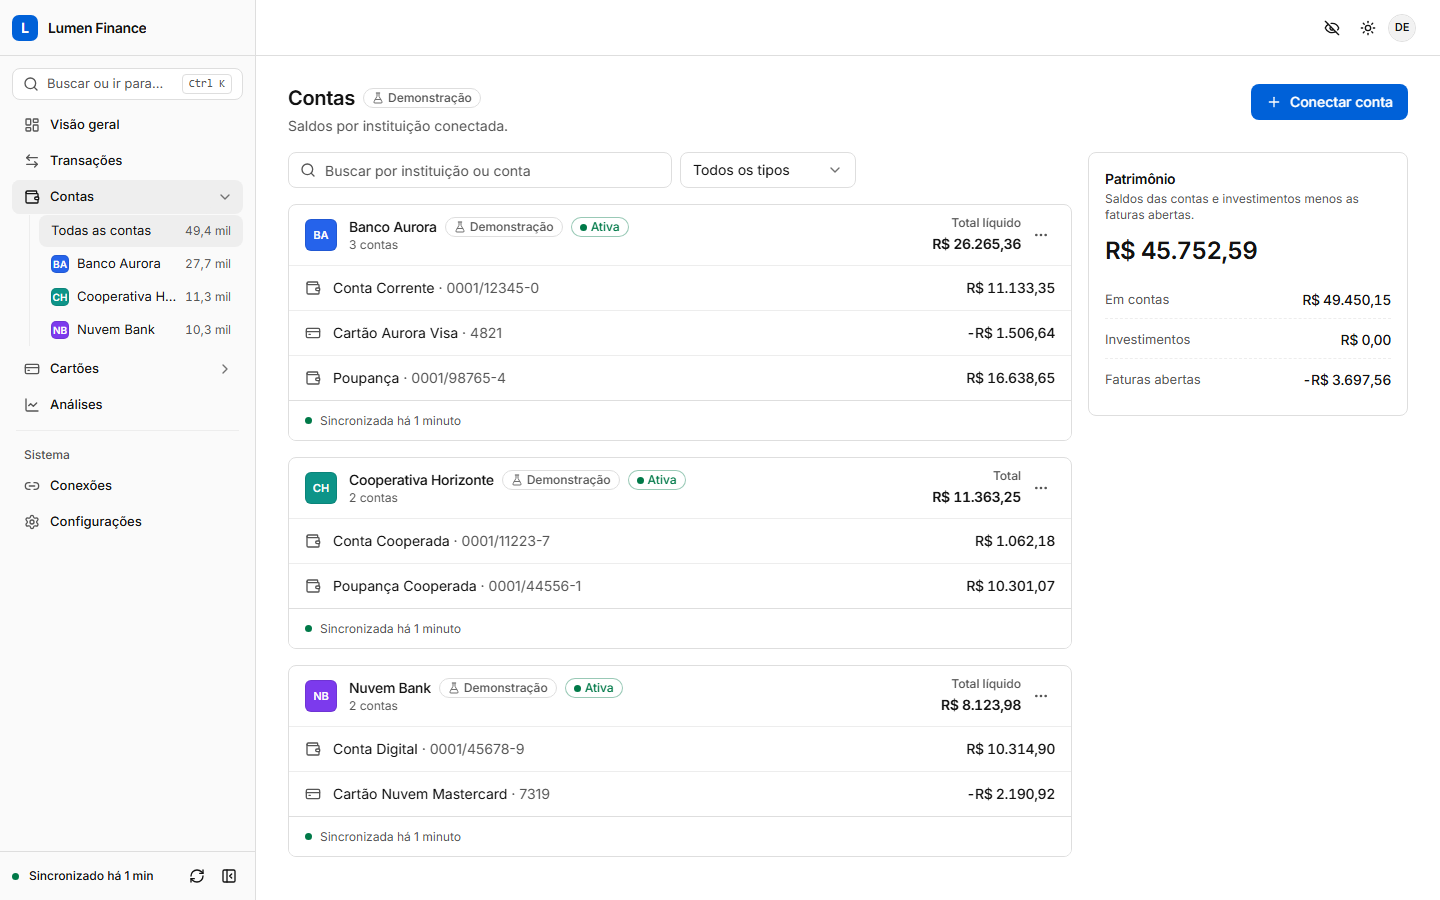 L Lumen Finance
Buscar ou ir para... Ctrl K
Visão geral
Transações
Contas
Todas as contas 49,4 mil
BA Banco Aurora 27,7 mil
CH Cooperativa H... 11,3 mil
NB Nuvem Bank 10,3 mil
Cartões
Análises
Sistema
Conexões
Configurações
Sincronizado há 1 min
DE
Contas Demonstração
Saldos por instituição conectada.
Conectar conta
Buscar por instituição ou conta
Todos os tipos
BA Banco Aurora Demonstração Ativa
3 contas
Total líquido
R$ 26.265,36
Conta Corrente · 0001/12345-0 R$ 11.133,35
Cartão Aurora Visa · 4821 -R$ 1.506,64
Poupança · 0001/98765-4 R$ 16.638,65
Sincronizada há 1 minuto
CH Cooperativa Horizonte Demonstração Ativa
2 contas
Total
R$ 11.363,25
Conta Cooperada · 0001/11223-7 R$ 1.062,18
Poupança Cooperada · 0001/44556-1 R$ 10.301,07
Sincronizada há 1 minuto
NB Nuvem Bank Demonstração Ativa
2 contas
Total líquido
R$ 8.123,98
Conta Digital · 0001/45678-9 R$ 10.314,90
Cartão Nuvem Mastercard · 7319 -R$ 2.190,92
Sincronizada há 1 minuto
Patrimônio
Saldos das contas e investimentos menos as
faturas abertas.
R$ 45.752,59
Em contas R$ 49.450,15
Investimentos R$ 0,00
Faturas abertas -R$ 3.697,56